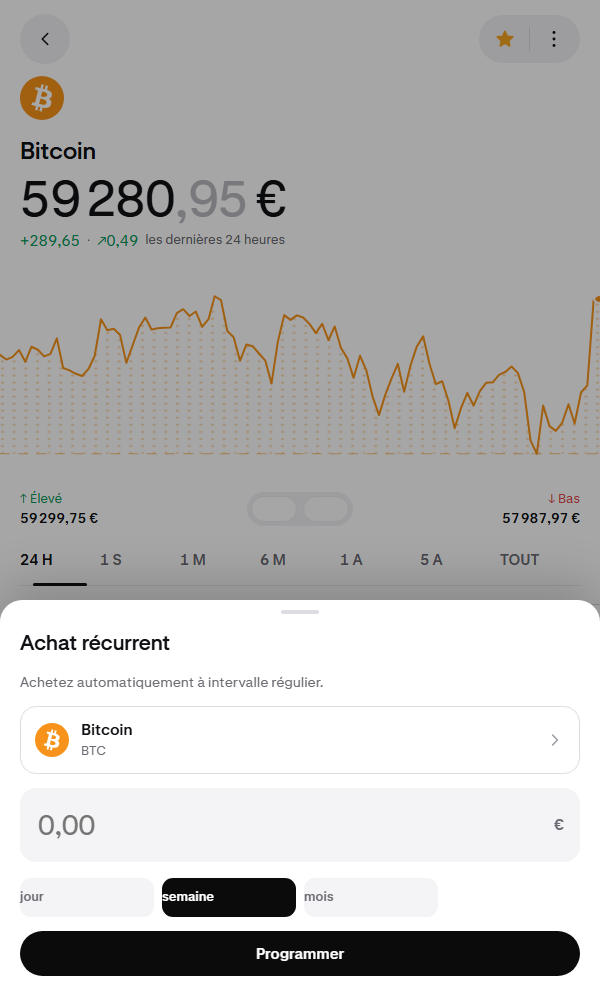 Bitcoin
59 280,95 €
+289,65 · ↗0,49 les dernières 24 heures
↑ Élevé ↓ Bas
59 299,75 € 57 987,97 €
24 H 1 S 1 M 6 M 1 A 5 A TOUT
Achat récurrent
Achetez automatiquement à intervalle régulier.
Bitcoin
BTC
0,00 €
jour semaine mois
Programmer